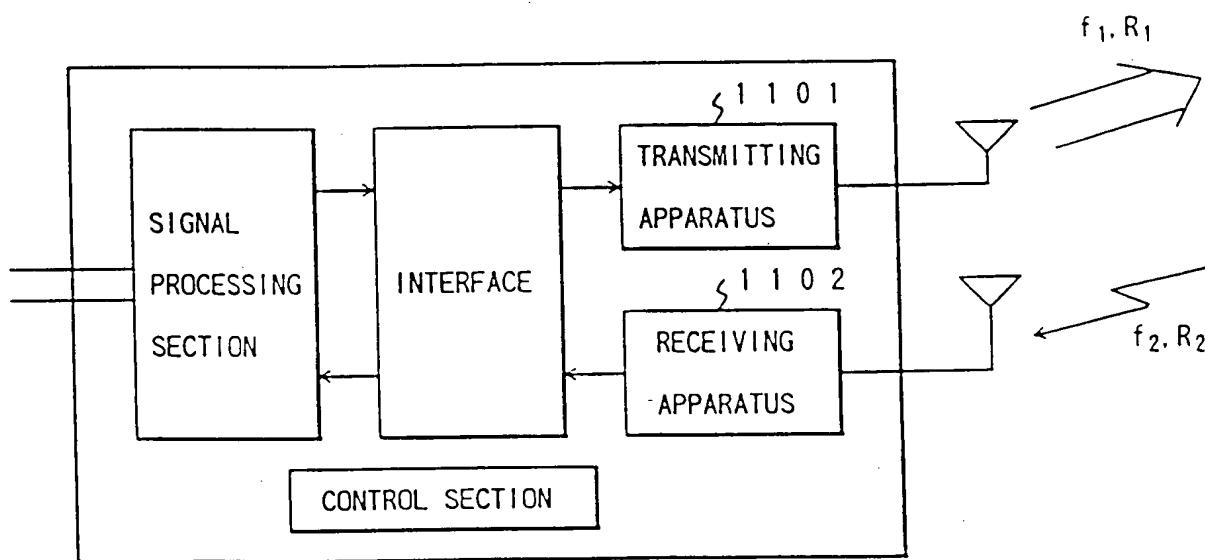 f₁, R₁
1101
TRANSMITTING
APPARATUS
SIGNAL
PROCESSING
SECTION
INTERFACE
1102
RECEIVING
APPARATUS
f₂, R₂
CONTROL SECTION